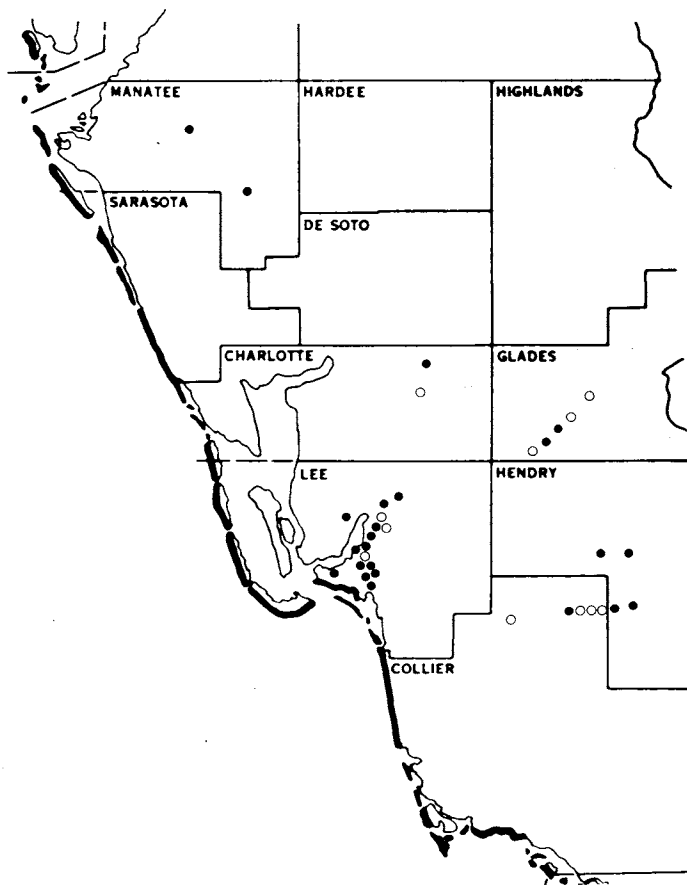 MANATEE
HARDEE
HIGHLANDS
SARASOTA
DE SOTO
CHARLOTTE
GLADES
LEE
HENDRY
COLLIER